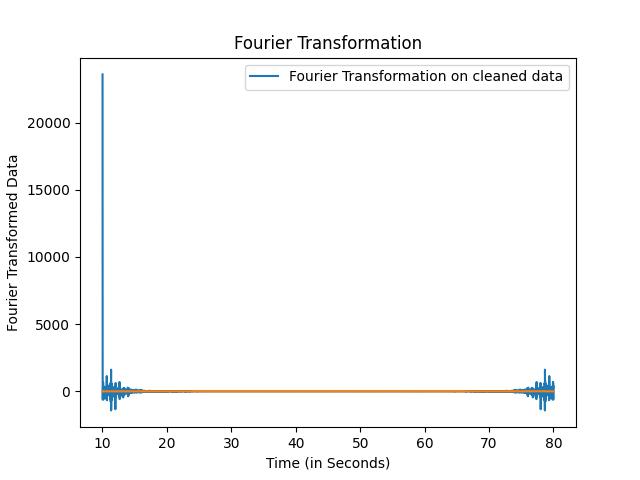 Fourier Transformation
Fourier Transformation on cleaned data
Fourier Transformed Data
20000
15000
10000
5000
0
10 20 30 40 50 60 70 80
Time (in Seconds)